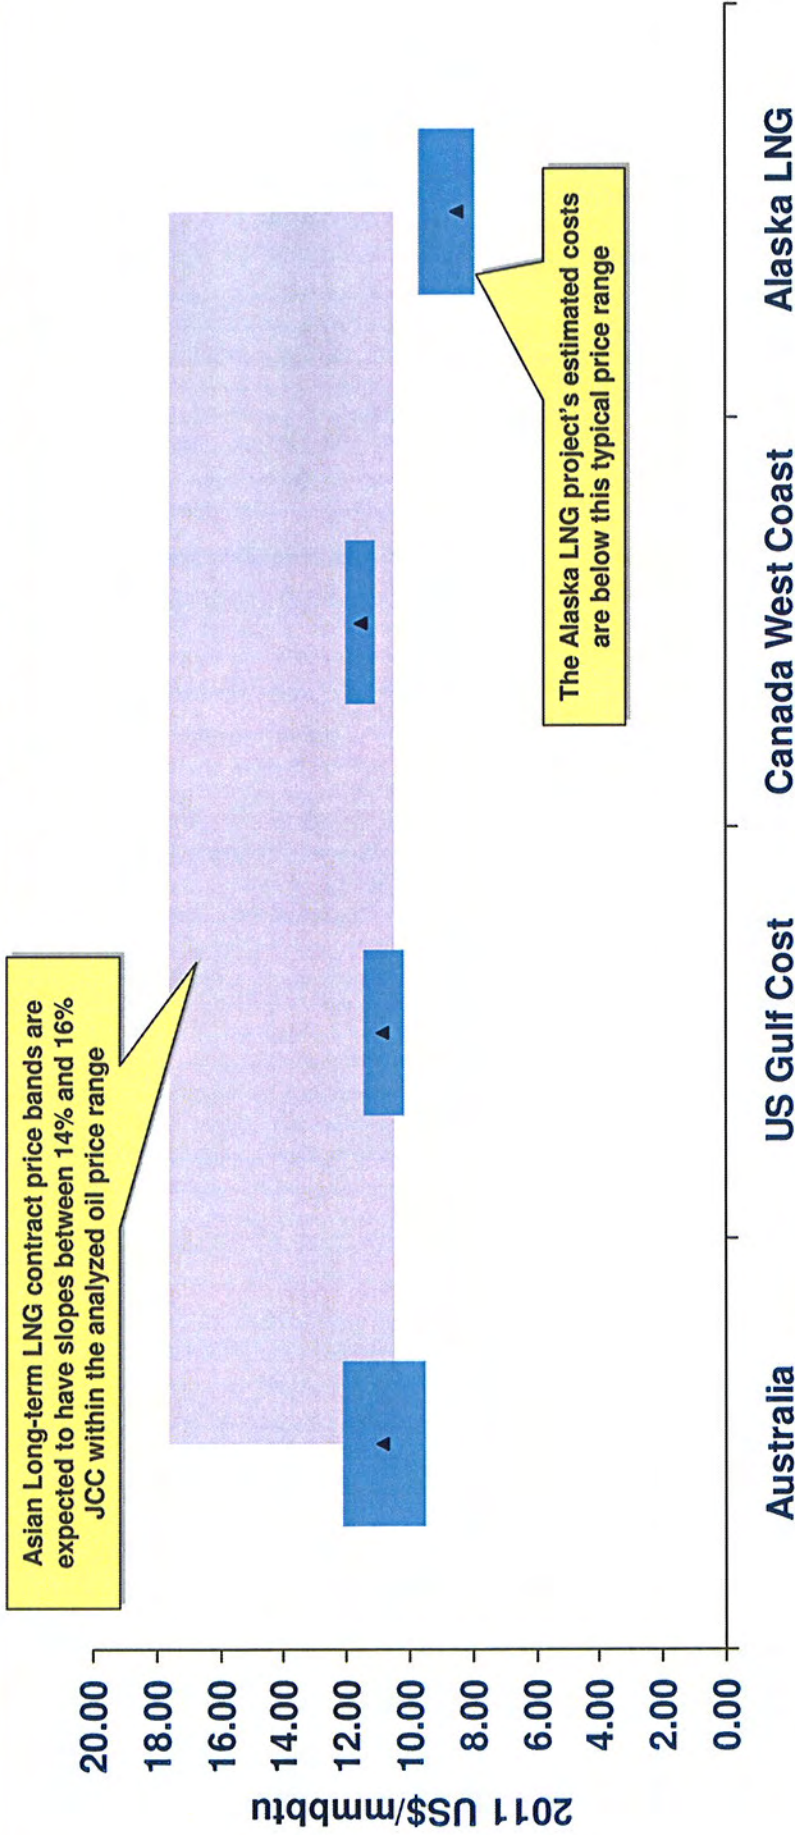 Asian Long-term LNG contract price bands are
expected to have slopes between 14% and 16%
JCC within the analyzed oil price range
20.00
18.00
16.00
14.00
12.00
10.00
8.00
6.00
4.00
2.00
0.00
2011 US$/mmbtu
The Alaska LNG project's estimated costs
are below this typical price range
Australia
US Gulf Cost
Canada West Coast
Alaska LNG